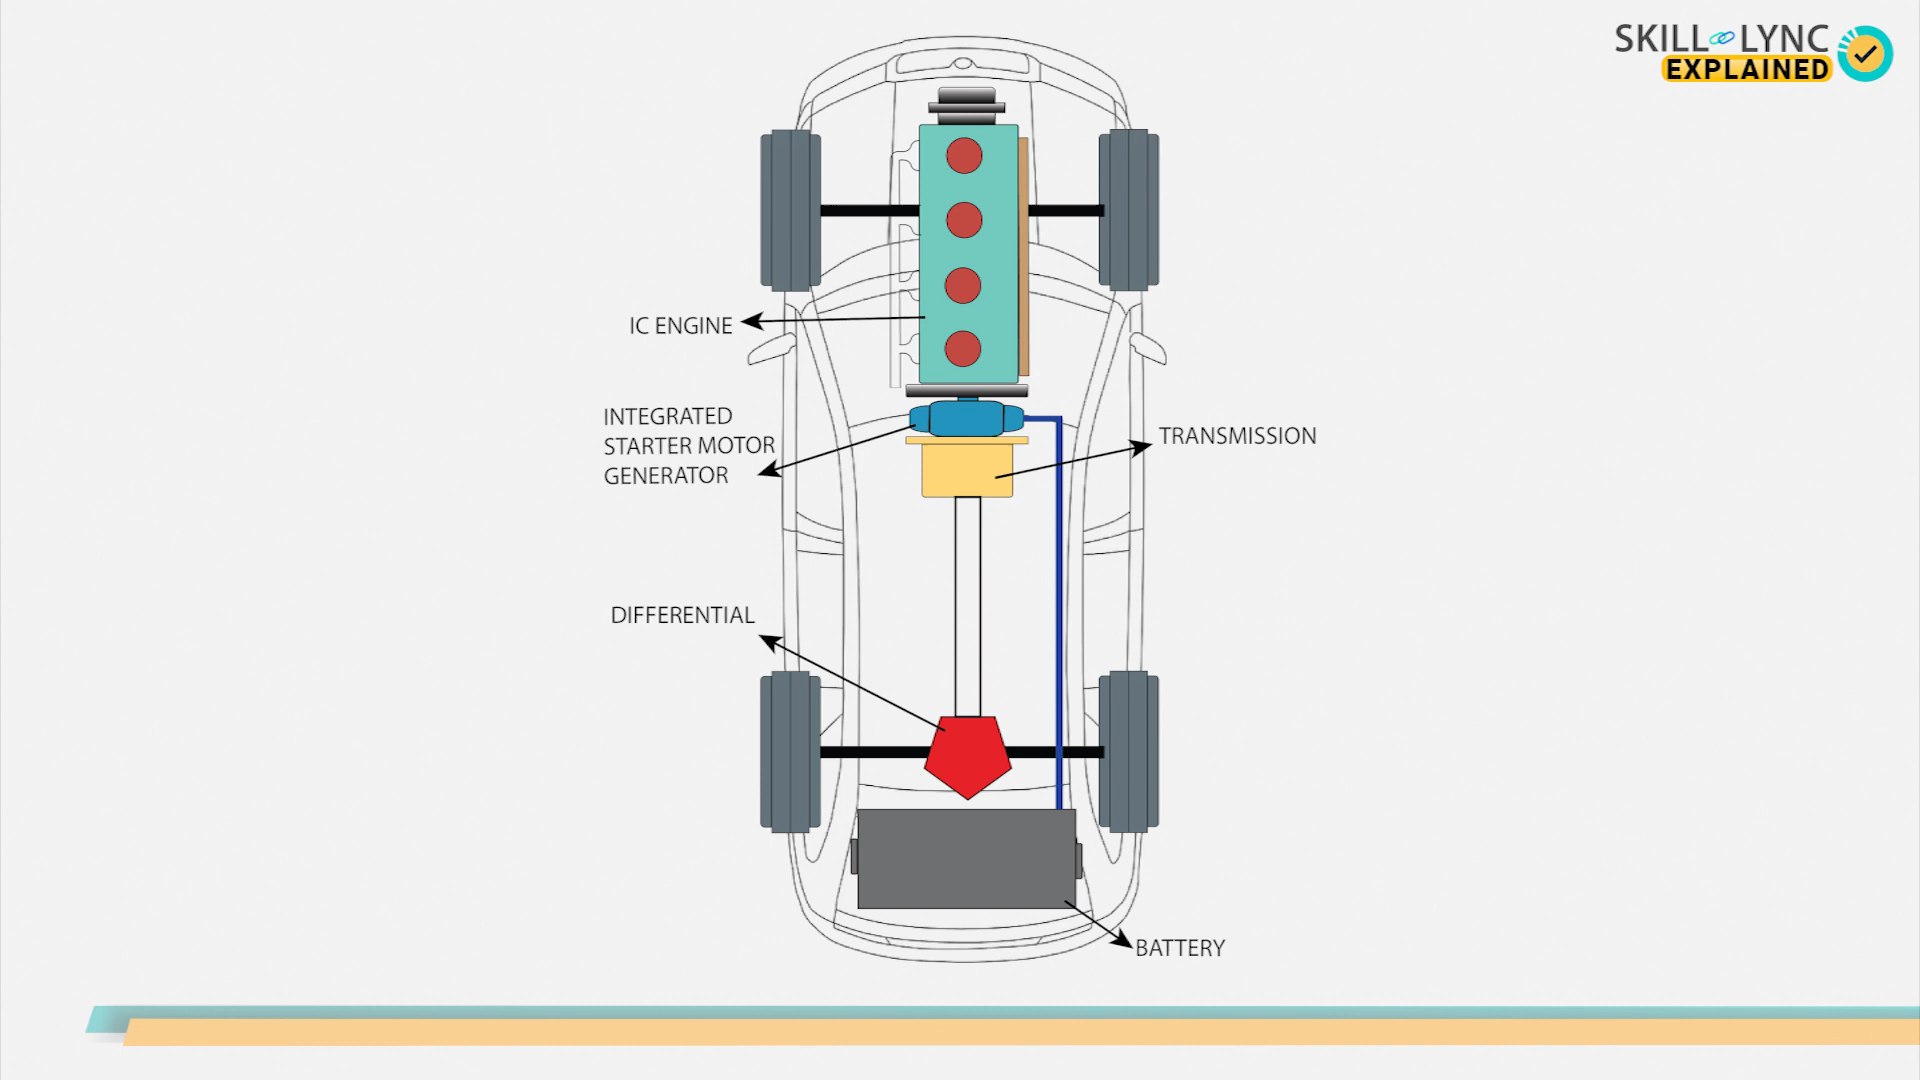 SKILL LYNC
EXPLAINED
IC ENGINE
INTEGRATED
STARTER MOTOR
GENERATOR
TRANSMISSION
DIFFERENTIAL
BATTERY